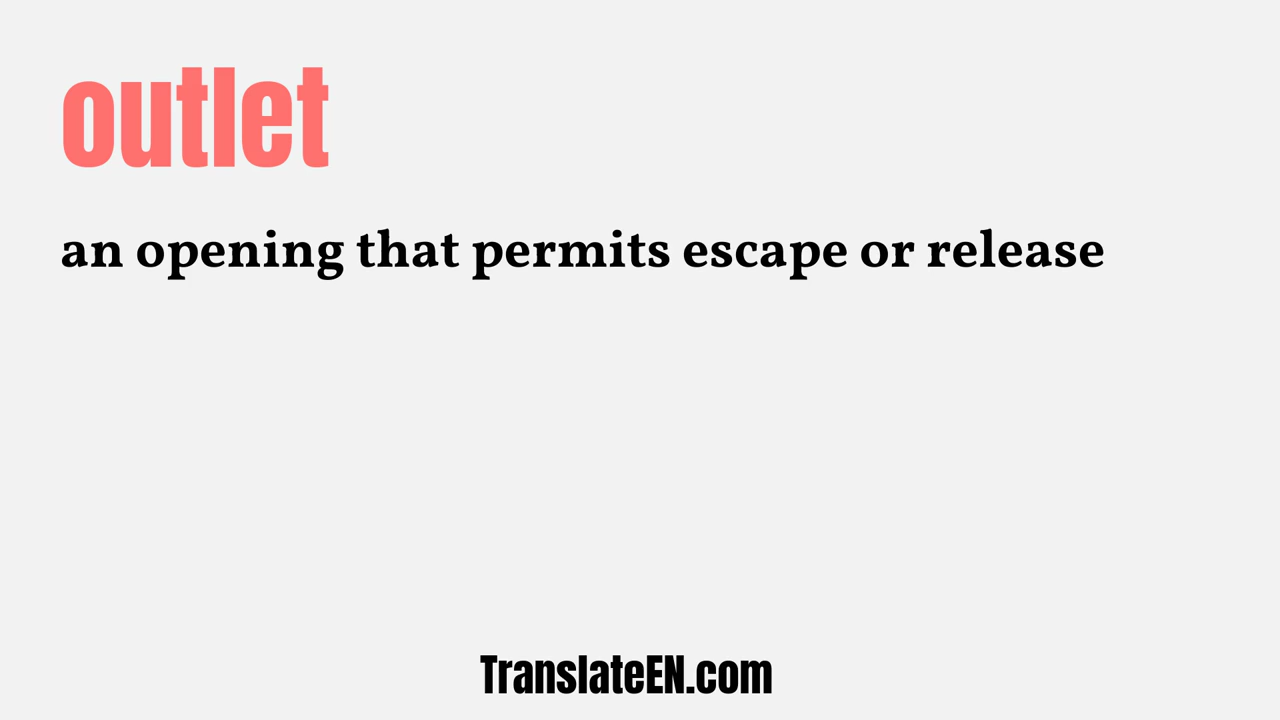 outlet
an opening that permits escape or release
TranslateEN.com